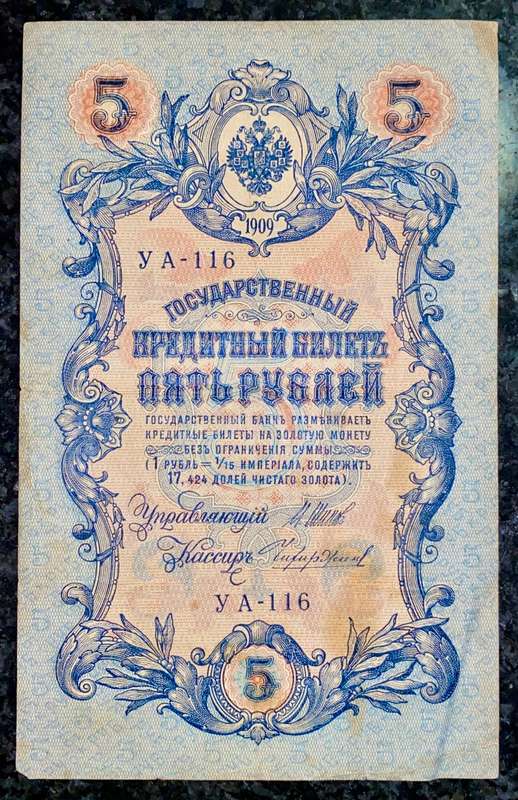 5 5
1909
УА-116
ГОСУДАРСТВЕННЫЙ
КРЕДИТНЫЙ БИЛЕТЪ
ПЯТЬ РУБЛЕЙ
ГОСУДАРСТВЕННЫЙ БАНКЪ РАЗМѢНИВАЕТЪ
КРЕДИТНЫЕ БИЛЕТЫ НА ЗОЛОТУЮ МОНЕТУ
БЕЗЪ ОГРАНИЧЕНІЯ СУММЫ
(1 РУБЛЬ = 1/15 ИМПЕРІАЛА, СОДЕРЖИТЪ
17,424 ДОЛЕЙ ЧИСТАГО ЗОЛОТА).
Управляющій И. Шипов
Кассиръ
УА-116
5